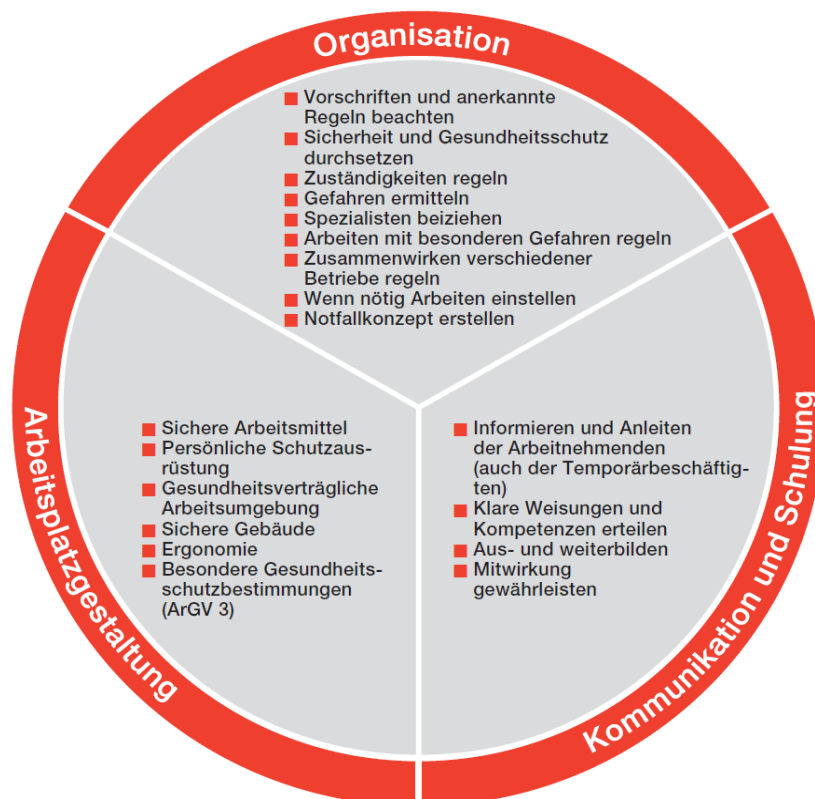 Organisation
Vorschriften und anerkannte
Regeln beachten
Sicherheit und Gesundheitsschutz
durchsetzen
Zuständigkeiten regeln
Gefahren ermitteln
Spezialisten beiziehen
Arbeiten mit besonderen Gefahren regeln
Zusammenwirken verschiedener
Betriebe regeln
Wenn nötig Arbeiten einstellen
Notfallkonzept erstellen
Arbeitsplatzgestaltung
Sichere Arbeitsmittel
Persönliche Schutzaus-
rüstung
Gesundheitsverträgliche
Arbeitsumgebung
Sichere Gebäude
Ergonomie
Besondere Gesundheits-
schutzbestimmungen
(ArGV 3)
Kommunikation und Schulung
Informieren und Anleiten
der Arbeitnehmenden
(auch der Temporärbeschäftig-
ten)
Klare Weisungen und
Kompetenzen erteilen
Aus- und weiterbilden
Mitwirkung
gewährleisten